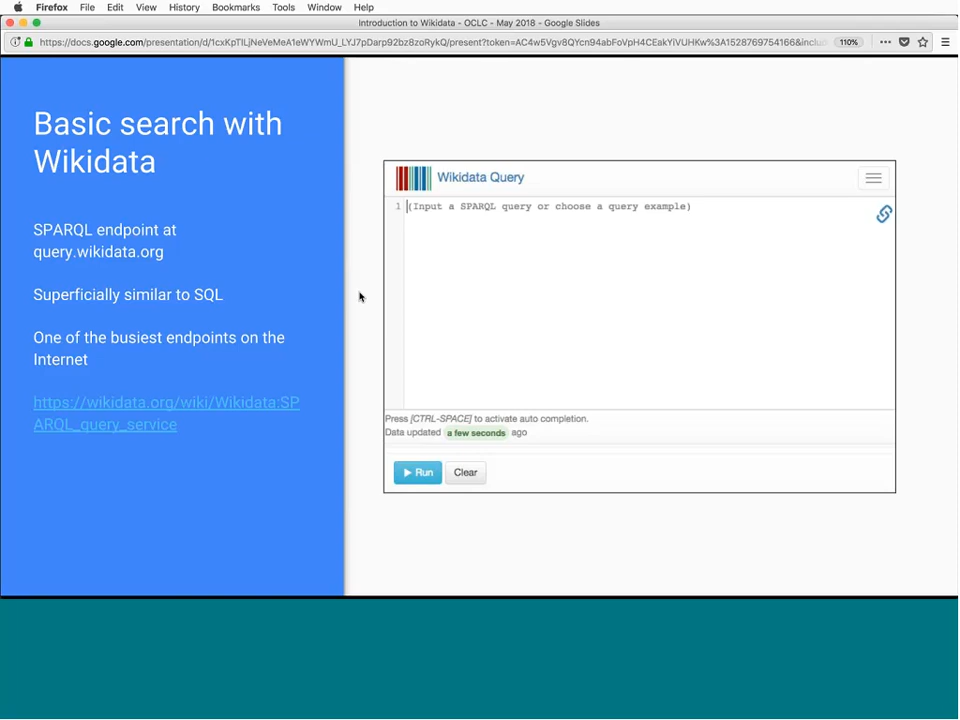 Firefox File Edit View History Bookmarks Tools Window Help
Introduction to Wikidata - OCLC - May 2018 - Google Slides
110%
Basic search with
Wikidata
SPARQL endpoint at
query.wikidata.org
Superficially similar to SQL
One of the busiest endpoints on the
Internet
https://wikidata.org/wiki/Wikidata:SP
ARQL_query_service
Wikidata Query
1 (Input a SPARQL query or choose a query example)
Press [CTRL-SPACE] to activate auto completion.
Data updated a few seconds ago
Run Clear